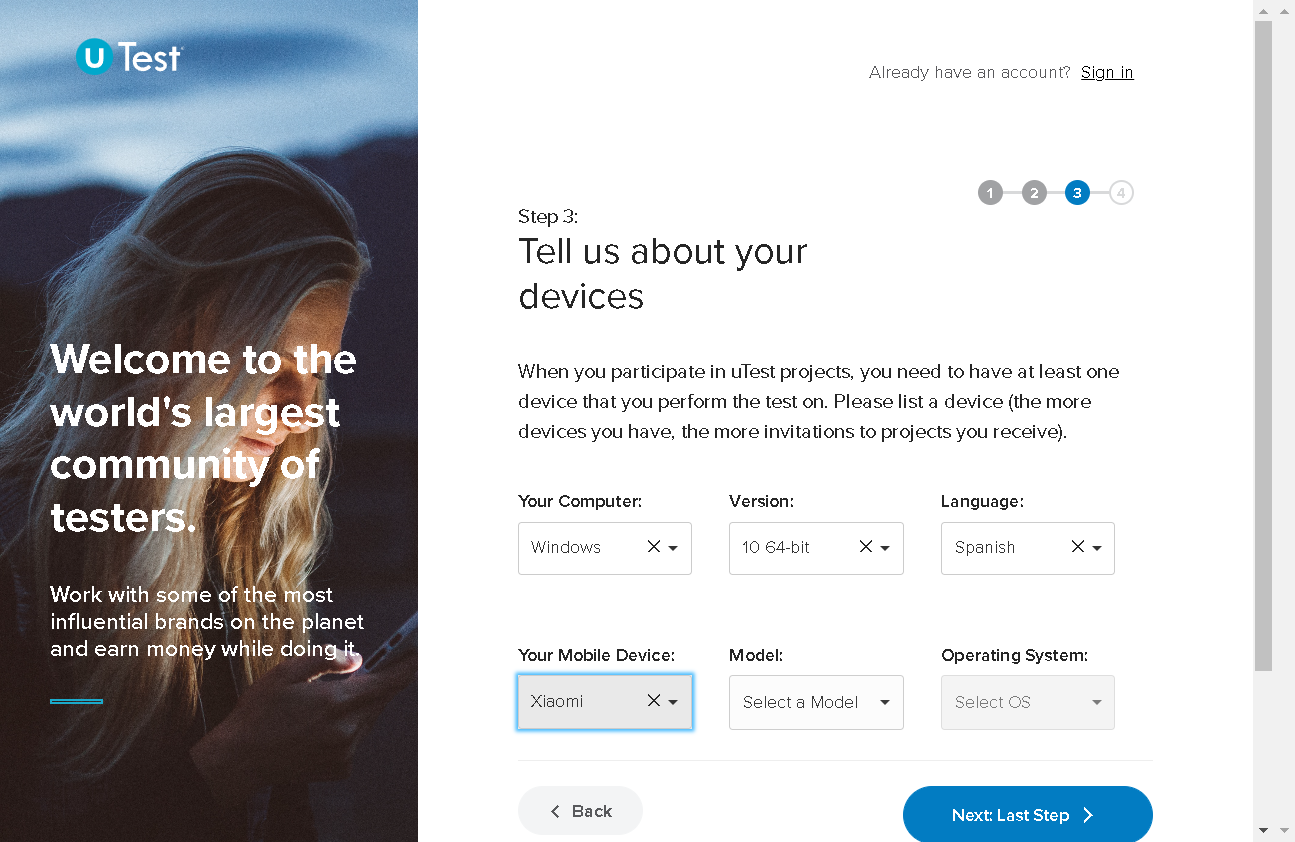 U Test
Already have an account? Sign in
1 2 3 4
Step 3:
Tell us about your
devices
Welcome to the
world's largest
community of
testers.
When you participate in uTest projects, you need to have at least one
device that you perform the test on. Please list a device (the more
devices you have, the more invitations to projects you receive).
Your Computer: Version: Language:
Windows 10 64-bit Spanish
Work with some of the most
influential brands on the planet
and earn money while doing it.
Your Mobile Device: Model: Operating System:
Xiaomi Select a Model Select OS
Back Next: Last Step